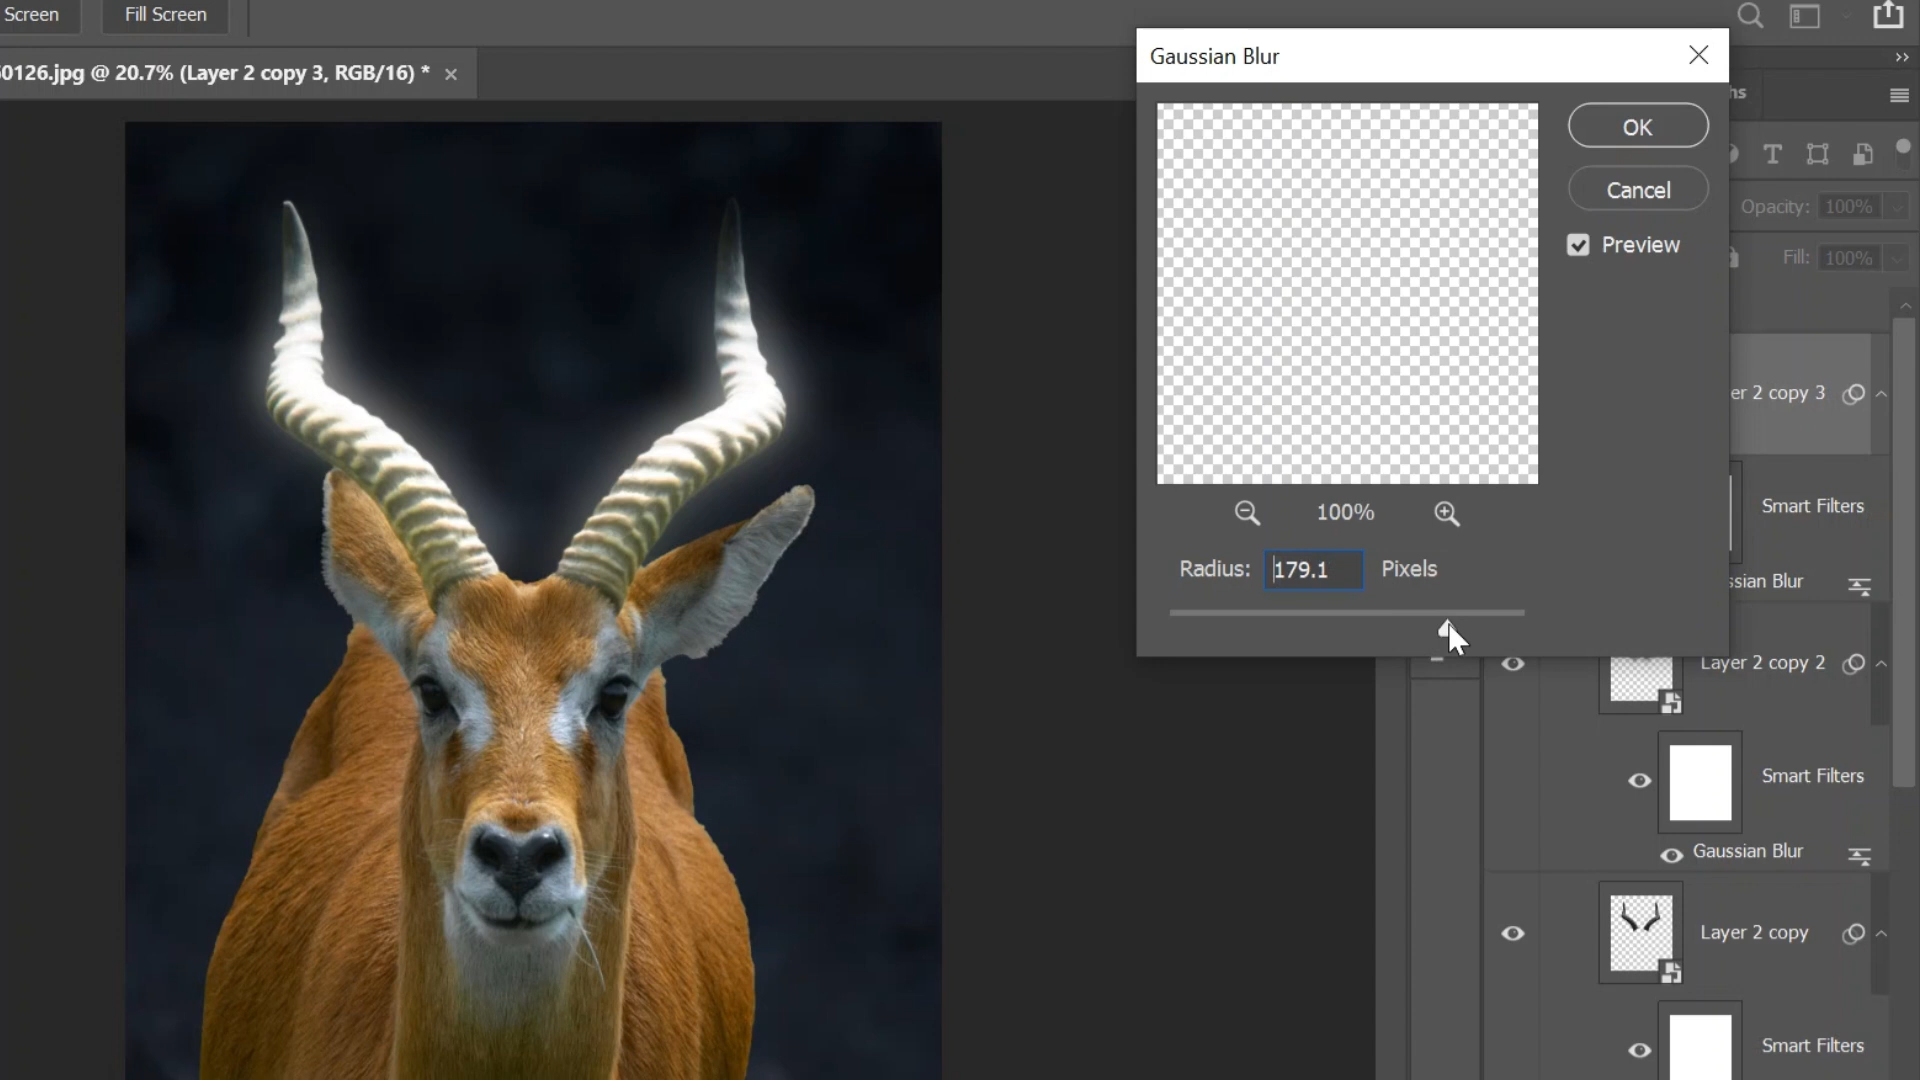 Screen
Fill Screen
0126.jpg @ 20.7% (Layer 2 copy 3, RGB/16) *
Gaussian Blur
OK
Cancel
Preview
100%
Radius: 179.1 Pixels
hs
Opacity: 100%
Fill: 100%
er 2 copy 3
Smart Filters
ssian Blur
Layer 2 copy 2
Smart Filters
Gaussian Blur
Layer 2 copy
Smart Filters